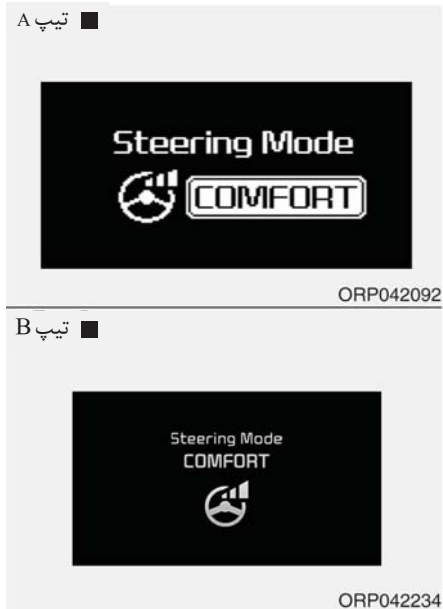 ■ تیپ A
Steering Mode
COMFORT
ORP042092
■ تیپ B
Steering Mode
COMFORT
ORP042234